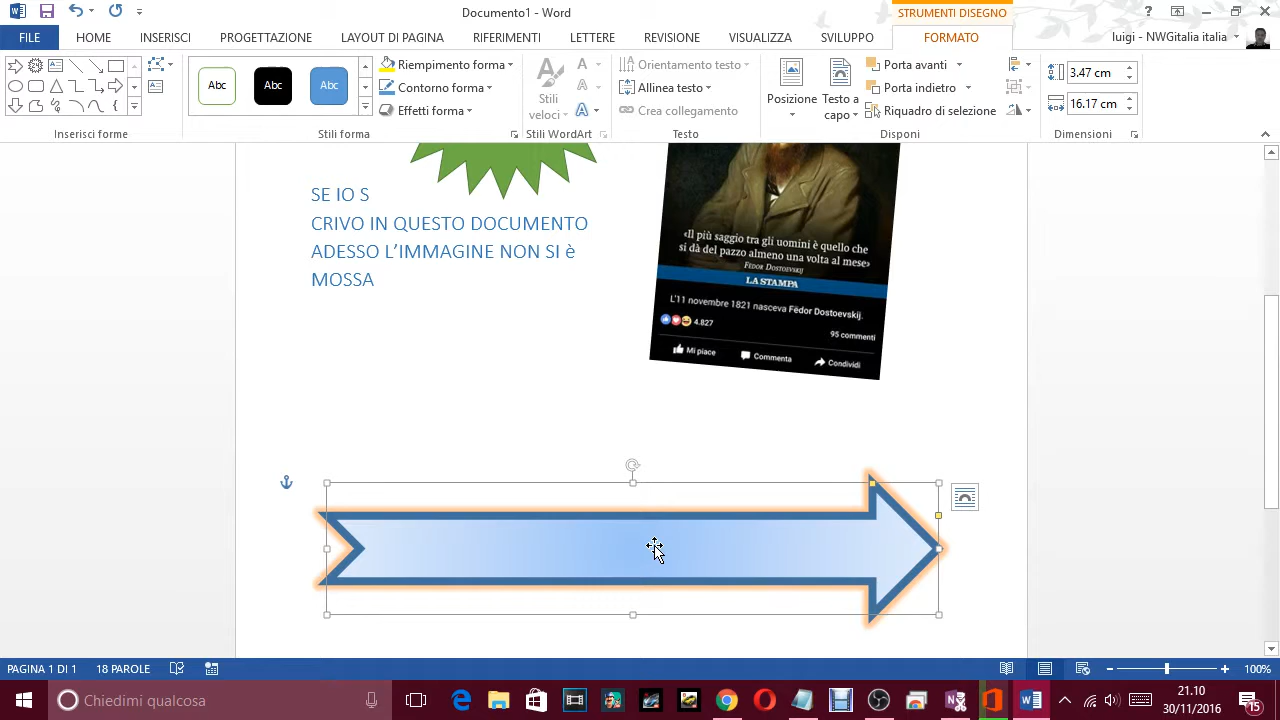 Documento1 - Word
STRUMENTI DISEGNO
FILE
HOME
INSERISCI
PROGETTAZIONE
LAYOUT DI PAGINA
RIFERIMENTI
LETTERE
REVISIONE
VISUALIZZA
SVILUPPO
FORMATO
luigi - NWGitalia italia
Abc
Abc
Abc
Riempimento forma
Contorno forma
Effetti forma
Stili veloci
Orientamento testo
Allinea testo
Crea collegamento
Posizione
Testo a capo
Porta avanti
Porta indietro
Riquadro di selezione
3.47 cm
16.17 cm
Inserisci forme
Stili forma
Stili WordArt
Testo
Disponi
Dimensioni
SE IO S
CRIVO IN QUESTO DOCUMENTO
ADESSO L'IMMAGINE NON SI è
MOSSA
«Il più saggio tra gli uomini è quello che
si dà del pazzo almeno una volta al mese»
FËDOR DOSTOEVSKIJ
LA STAMPA
L'11 novembre 1821 nasceva Fëdor Dostoevskij.
4.827
95 commenti
Mi piace
Commenta
Condividi
PAGINA 1 DI 1
18 PAROLE
100%
Chiedimi qualcosa
21.10
30/11/2016
15